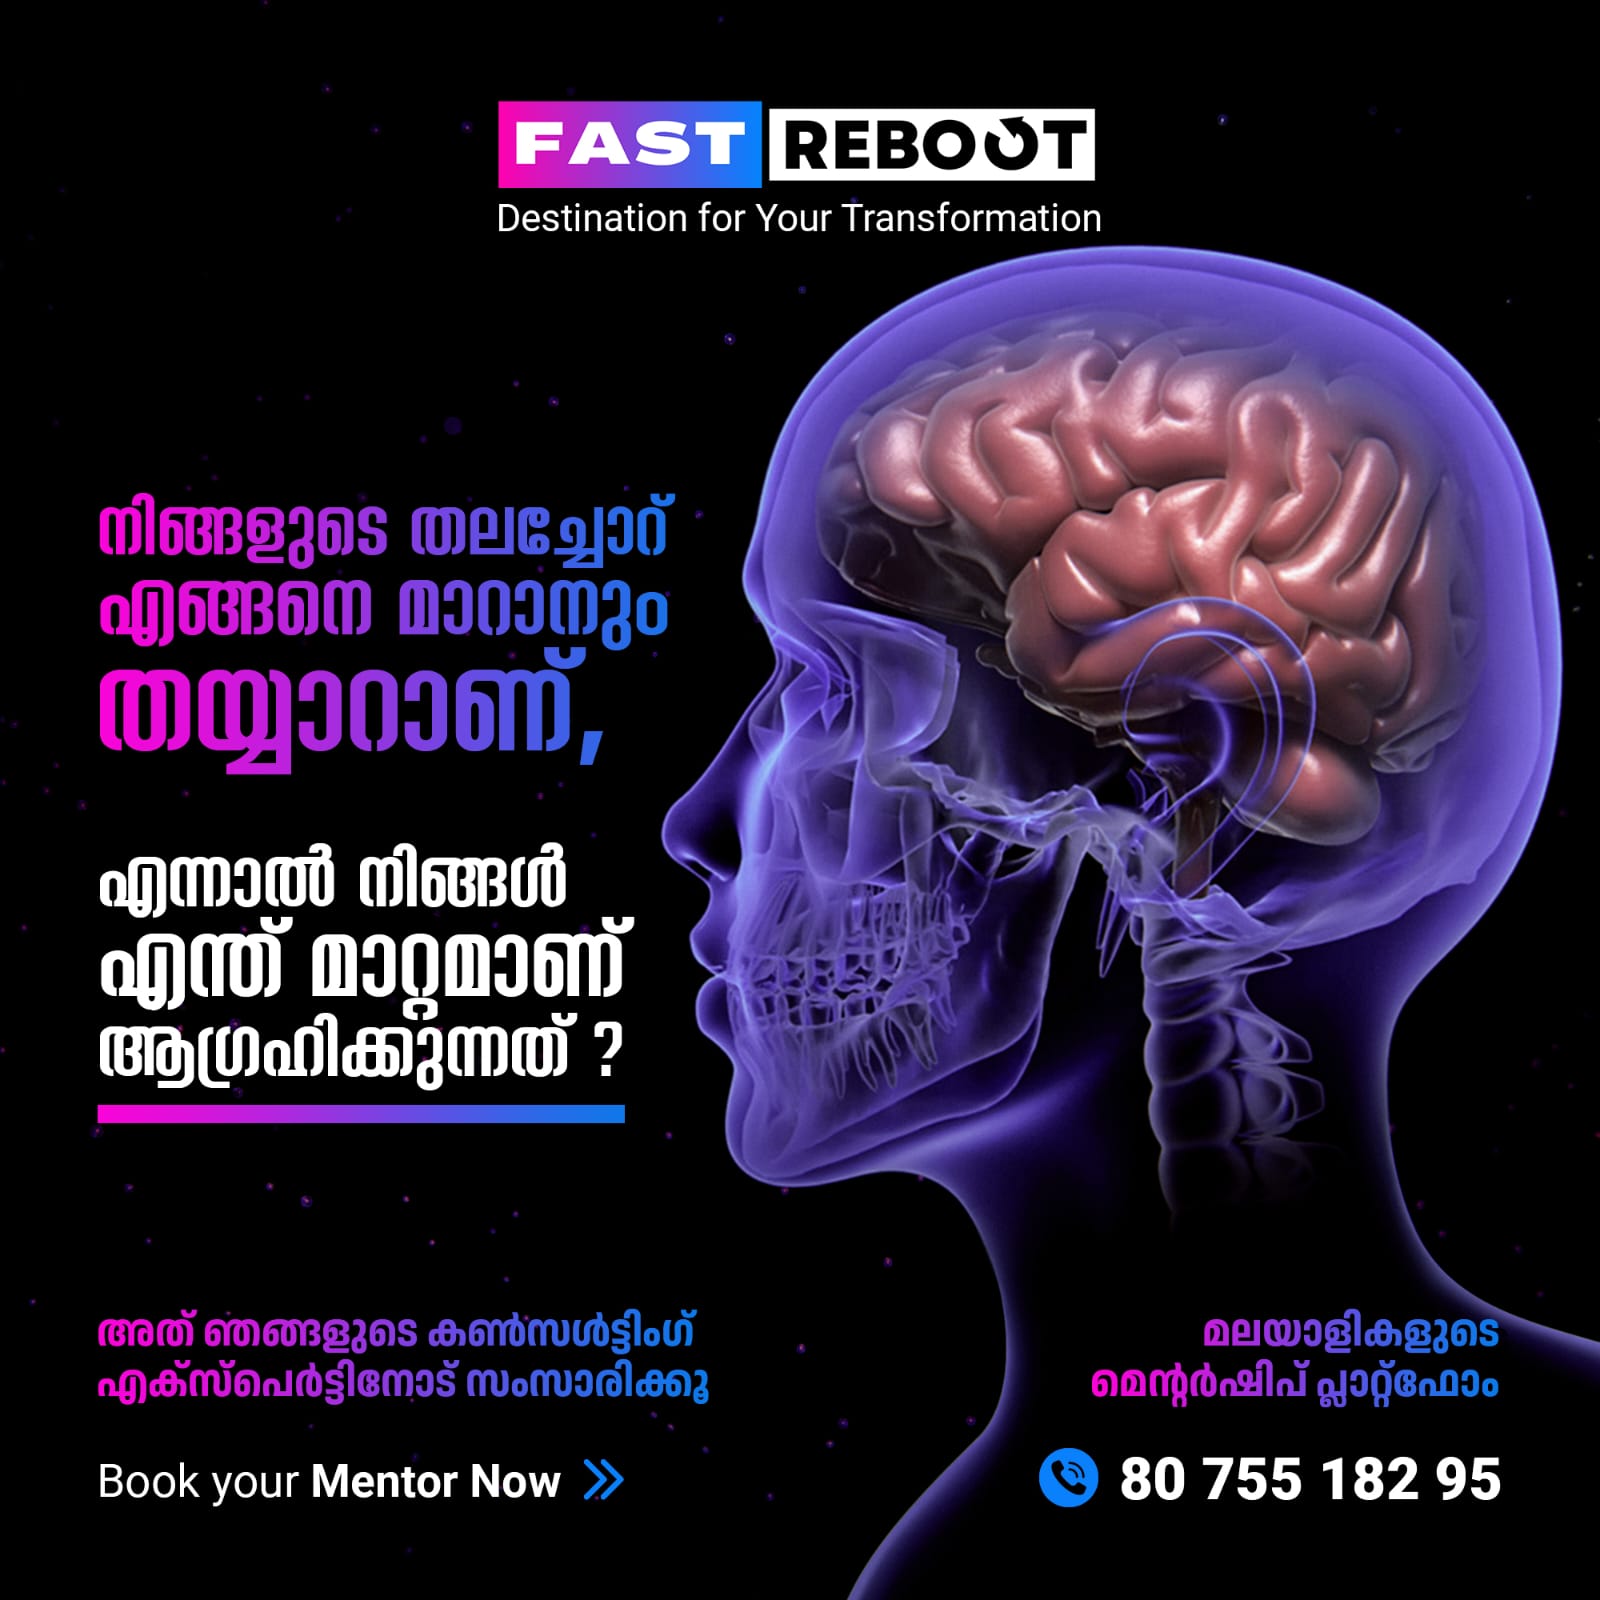 FAST REBOOT
Destination for Your Transformation
നിങ്ങളുടെ തലച്ചോറ്
എങ്ങനെ മാറാനും
തയ്യാറാണ്,
എന്നാൽ നിങ്ങൾ
എന്ത് മാറ്റമാണ്
ആഗ്രഹിക്കുന്നത് ?
അത് ഞങ്ങളുടെ കൺസൾട്ടിംഗ്
എക്സ്പെർട്ടിനോട് സംസാരിക്കൂ
Book your Mentor Now
മലയാളികളുടെ
മെന്റർഷിപ് പ്ലാറ്റ്ഫോം
80 755 182 95